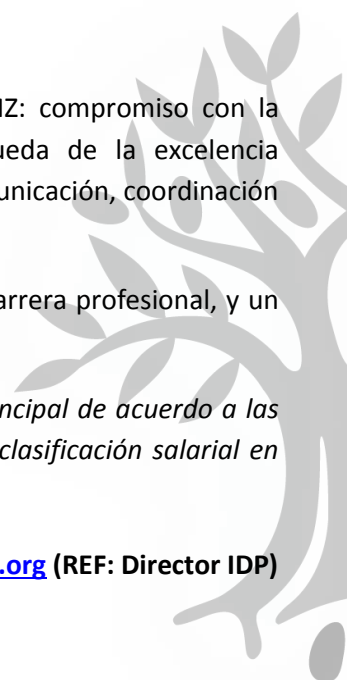 IZ: compromiso con la
ueda de la excelencia
unicación, coordinación
arrera profesional, y un
ncipal de acuerdo a las
clasificación salarial en
.org (REF: Director IDP)